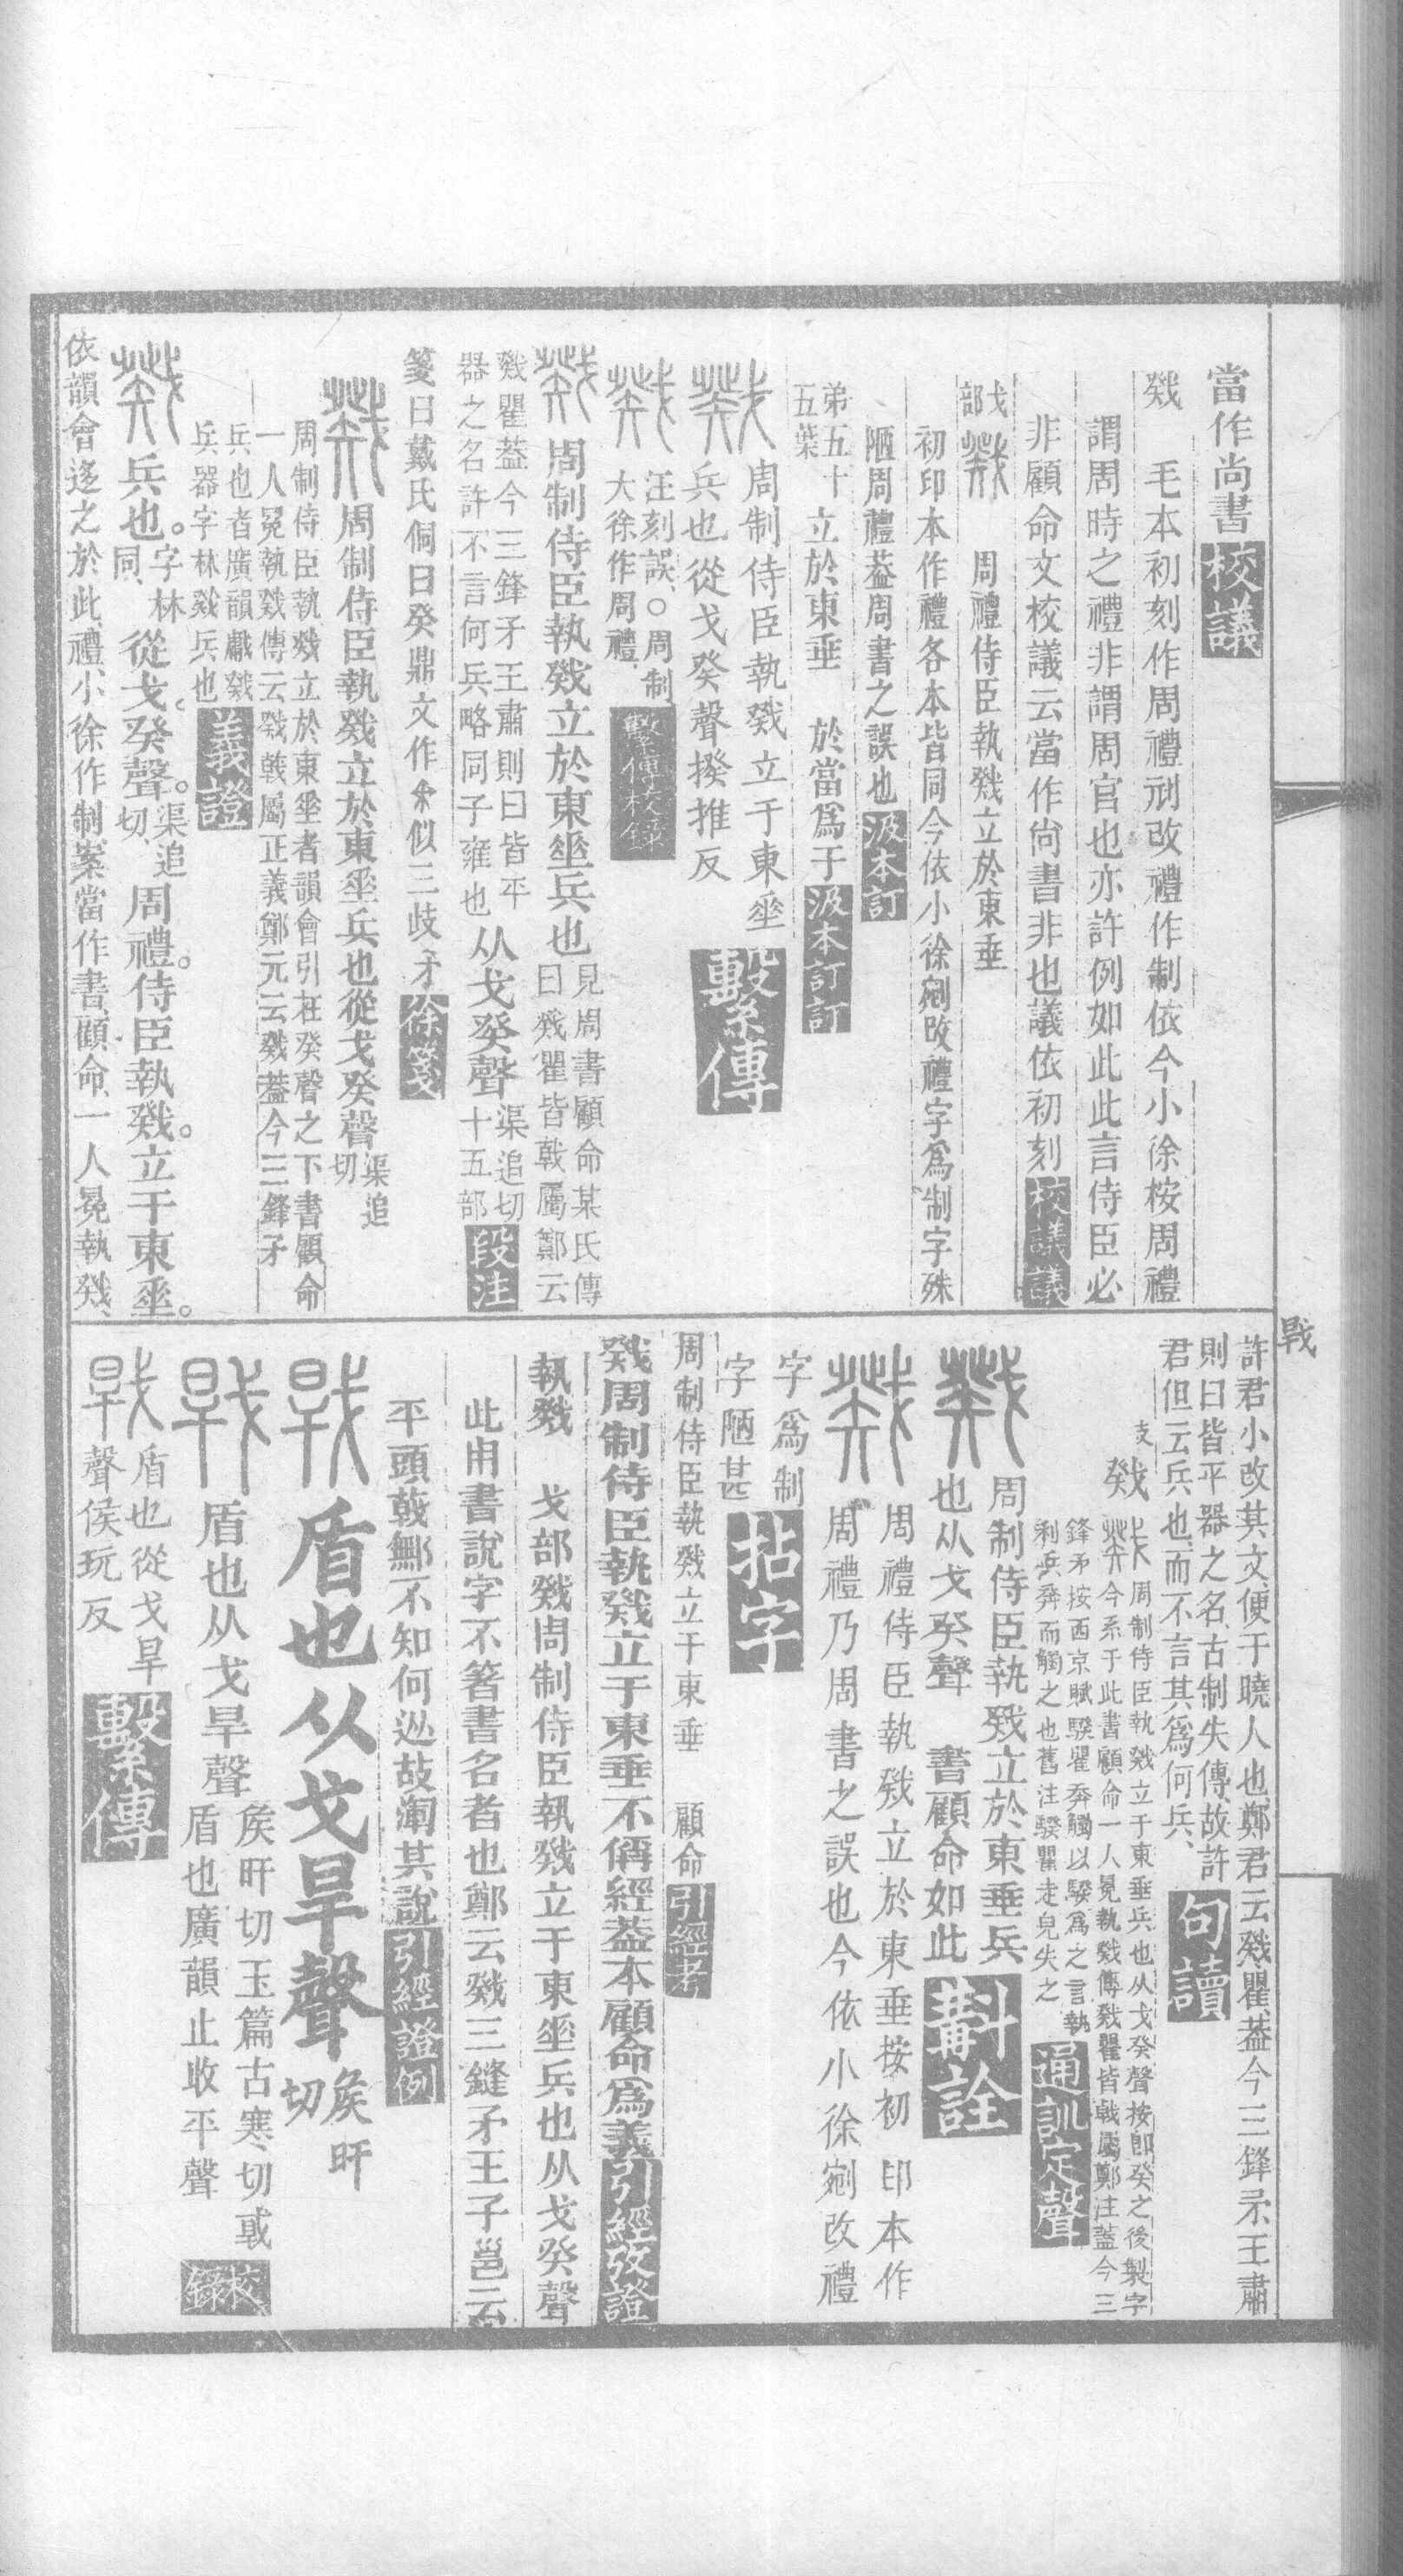 當作尚書校議
戣　毛本初刻作周禮剜改禮作制依今小徐桉周禮
謂周時之禮非謂周官也亦許例如此此言侍臣必
非顧命文校議云當作尚書非也議依初刻校議議
戈部　戣　周禮侍臣執戣立於東垂
初印本作禮各本皆同今依小徐剜改禮字爲制字殊
陋周禮葢周書之誤也汲本訂
弟五十五葉　立於東垂　於當爲于汲本訂訂
戣　周制侍臣執戣立于東垂
兵也從戈癸聲揆推反　繫傳
戣　汪刻誤○周制
大徐作周禮　繫傳校錄
戣　周制侍臣執戣立於東垂兵也見周書顧命某氏傳
曰戣瞿皆戟屬鄭云
戣瞿葢今三鋒矛王肅則曰皆兵
器之名許不言何兵略同子雍也从戈癸聲渠追切
十五部段注
箋曰戴氏侗曰癸鼎文作似三歧矛徐箋
戣　周制侍臣執戣立於東垂兵也從戈癸聲渠追切
周制侍臣執戣立於東垂者韻會引在癸聲之下書顧命
一人冕執戣傳云戣戟屬正義鄭元云戣葢今三鋒矛
兵也者廣韻戣
兵器字林戣兵也義證
戣　兵也。字林同、從戈。癸聲。渠追切、周禮。侍臣執戣。立于東垂。
依韻會迻之於此、禮、小徐作制、案當作書、顧命、一人冕執戣、
戟
許君小改其文、便于曉人也、鄭君云戣瞿、葢今三鋒矛、王肅
則曰皆平器之名、古制失傳、故許
君但云兵也、而不言其爲何兵、句讀
戣　周制侍臣執戣立于東垂兵也从戈癸聲按卽癸之後製字
今系于此書顧命一人冕執戣傳戣瞿皆戟屬鄭注葢今三
鋒矛按西京賦騤瞿奔觸以騤爲之言執
利兵奔而觸之也舊注騤瞿走皃失之通訓定聲
戣　周制侍臣執戣立於東垂兵
也从戈癸聲　書顧命如此斠詮
戣　周禮侍臣執戣立於東垂按初印本作
周禮乃周書之誤也今依小徐剜改禮
字爲制
字陋甚拈字
周制侍臣執戣立于東垂　顧命引經考
戣周制侍臣執戣立于東垂不偁經葢本顧命爲義引經攷證
執戣　戈部戣周制侍臣執戣立于東垂兵也从戈癸聲
此用書說字不箸書名者也鄭云戣三鏠矛王子邕云
平頭戟鄦不知何從故闌其說引經證例
戟　盾也从戈旱聲侯旰切
戟　盾也从戈旱聲侯旰切玉篇古寒切或
盾也廣韻止收平聲校錄
戟　盾也從戈旱
聲侯玩反　繫傳